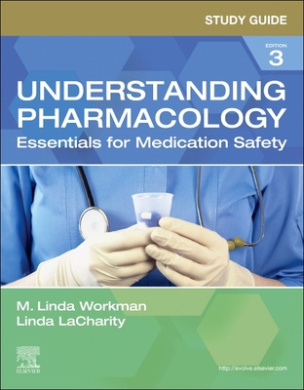 STUDY GUIDE
EDITION
3
UNDERSTANDING
PHARMACOLOGY
Essentials for Medication Safety
M. Linda Workman
Linda LaCharity
ELSEVIER
http://evolve.elsevier.com